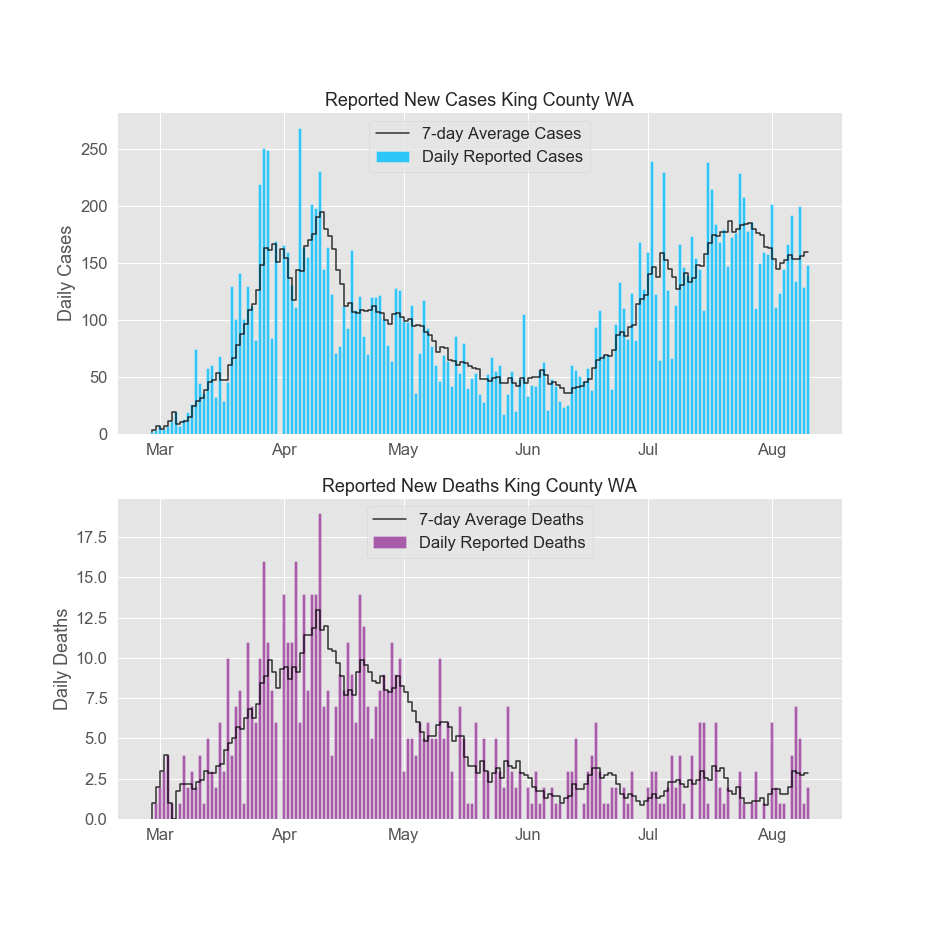 Reported New Cases King County WA
7-day Average Cases
Daily Reported Cases
Daily Cases
250
200
150
100
50
0
Mar Apr May Jun Jul Aug
Reported New Deaths King County WA
7-day Average Deaths
Daily Reported Deaths
Daily Deaths
17.5
15.0
12.5
10.0
7.5
5.0
2.5
0.0
Mar Apr May Jun Jul Aug